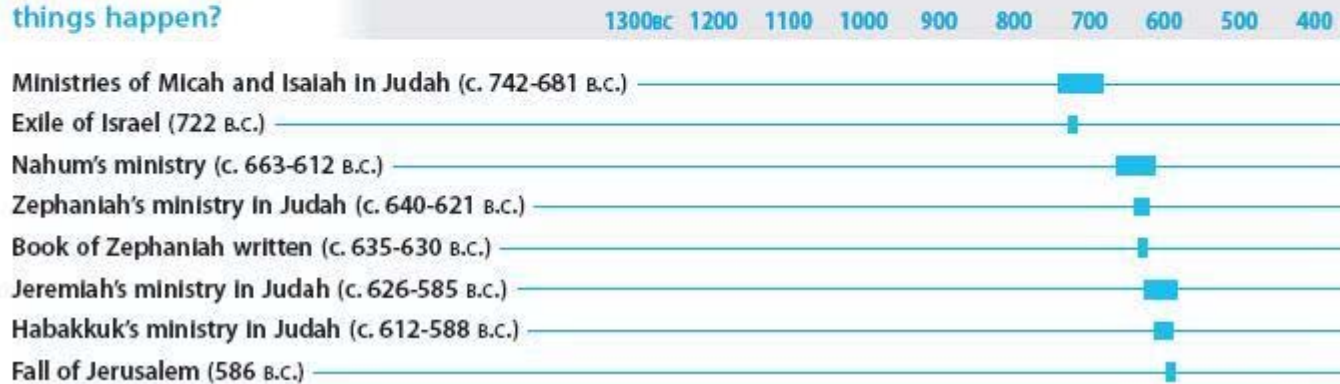 things happen? 1300BC 1200 1100 1000 900 800 700 600 500 400
Ministries of Micah and Isaiah in Judah (c. 742-681 B.C.)
Exile of Israel (722 B.C.)
Nahum's ministry (c. 663-612 B.C.)
Zephaniah's ministry in Judah (c. 640-621 B.C.)
Book of Zephaniah written (c. 635-630 B.C.)
Jeremiah's ministry in Judah (c. 626-585 B.C.)
Habakkuk's ministry in Judah (c. 612-588 B.C.)
Fall of Jerusalem (586 B.C.)